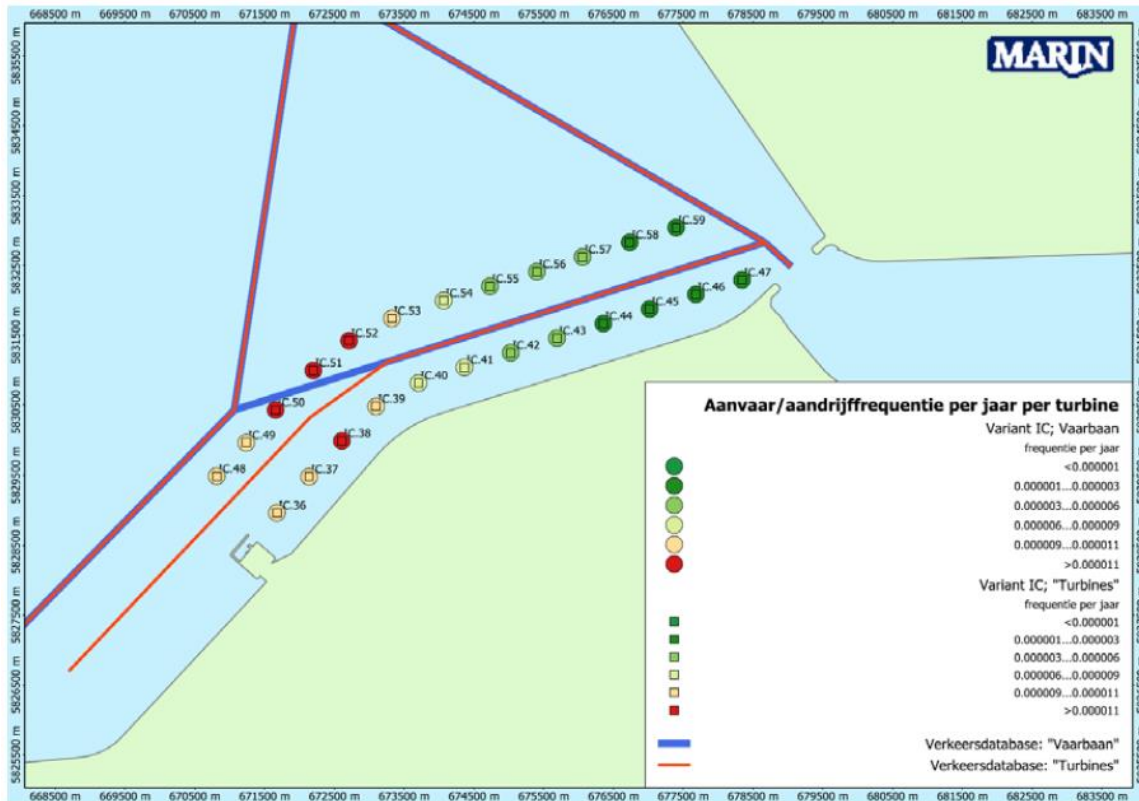 668500 m 669500 m 670500 m 671500 m 672500 m 673500 m 674500 m 675500 m 676500 m 677500 m 678500 m 679500 m 680500 m 681500 m 682500 m 683500 m
MARIN
5835500 m
5834500 m
5833500 m
5832500 m
5831500 m
5830500 m
5829500 m
5828500 m
5827500 m
5826500 m
5825500 m
IC.59
IC.58
IC.57
IC.56
IC.47
IC.55
IC.46
IC.54
IC.45
IC.53
IC.44
IC.52
IC.43
IC.42
IC.51
IC.41
IC.40
IC.50
IC.39
IC.49
IC.38
IC.48
IC.37
IC.36
Aanvaar/aandrijffrequentie per jaar per turbine
Variant IC; Vaarbaan
frequentie per jaar
<0.000001
0.000001...0.000003
0.000003...0.000006
0.000006...0.000009
0.000009...0.000011
>0.000011
Variant IC; "Turbines"
frequentie per jaar
<0.000001
0.000001...0.000003
0.000003...0.000006
0.000006...0.000009
0.000009...0.000011
>0.000011
Verkeersdatabase: "Vaarbaan"
Verkeersdatabase: "Turbines"
668500 m 669500 m 670500 m 671500 m 672500 m 673500 m 674500 m 675500 m 676500 m 677500 m 678500 m 679500 m 680500 m 681500 m 682500 m 683500 m